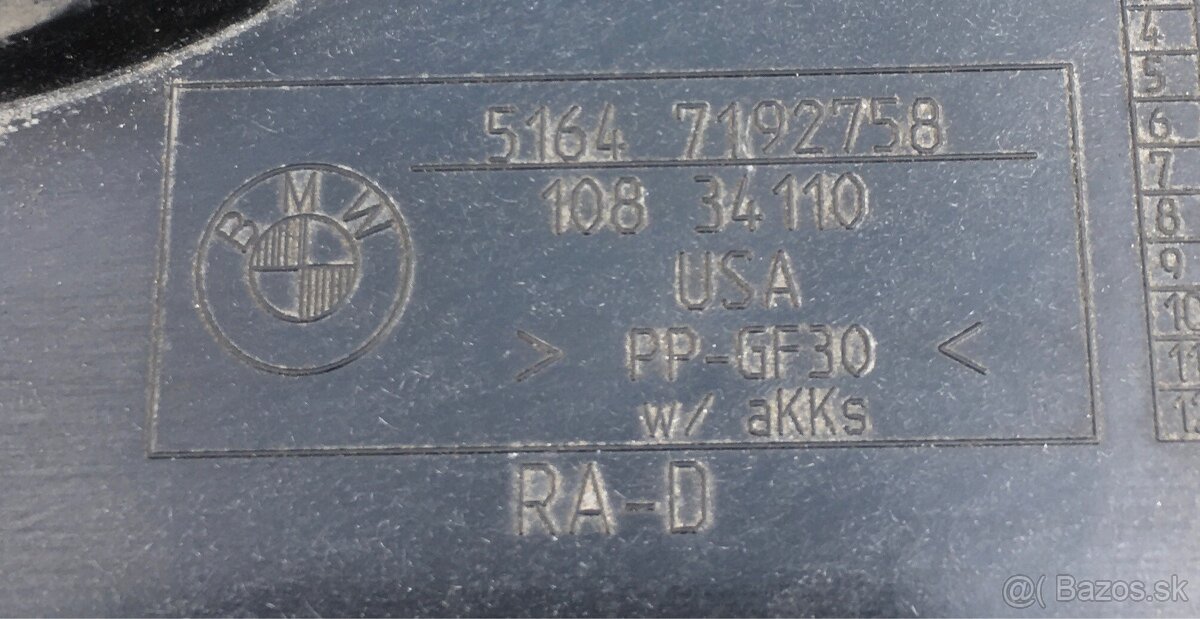 5164 7192758
108 34110
BMW
USA
> PP-GF30 <
w/ aKKs
RA-D
4
5
6
7
8
9
10
11
12
@( Bazos.sk